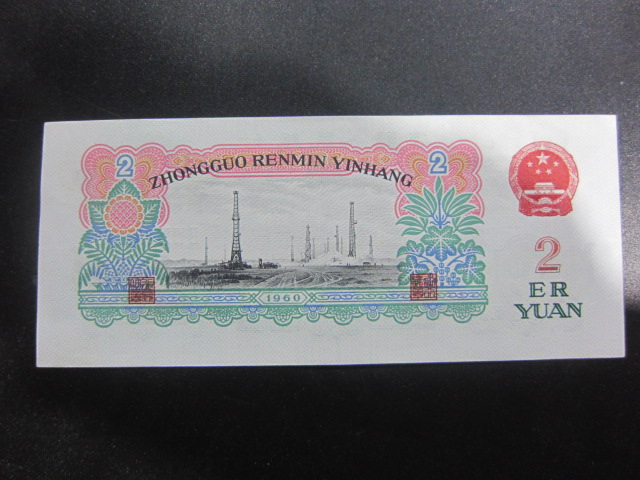 2
ZHONGGUO RENMIN YINHANG
2
1960
2
ER
YUAN